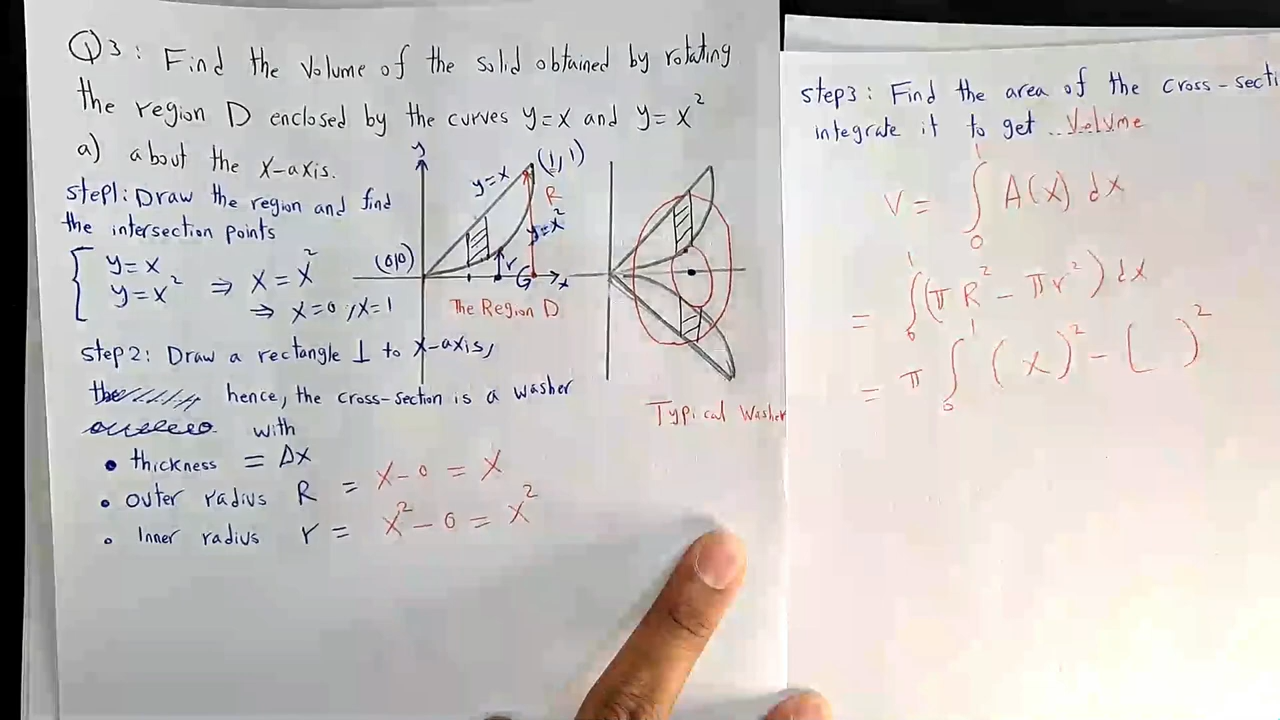 Q3: Find the volume of the solid obtained by rotating
the region D enclosed by the curves y=x and y=x²
a) about the x-axis.
step1: Draw the region and find
the intersection points
y=x
y=x² ⇒ x=x²
⇒ x=0, x=1
y
y=x
(1,1)
R
y=x²
(0,0)
r
x
The Region D
Typical Washer
step2: Draw a rectangle ⊥ to x-axis,
hence, the cross-section is a washer
with
• thickness = Δx
• outer radius R = x-0 = x
• Inner radius r = x²-0 = x²
step3: Find the area of the cross-secti
integrate it to get Volume
V = ∫₀¹ A(x) dx
= ∫₀¹ (πR² - πr²) dx
= π ∫₀¹ (x)² - ( )²